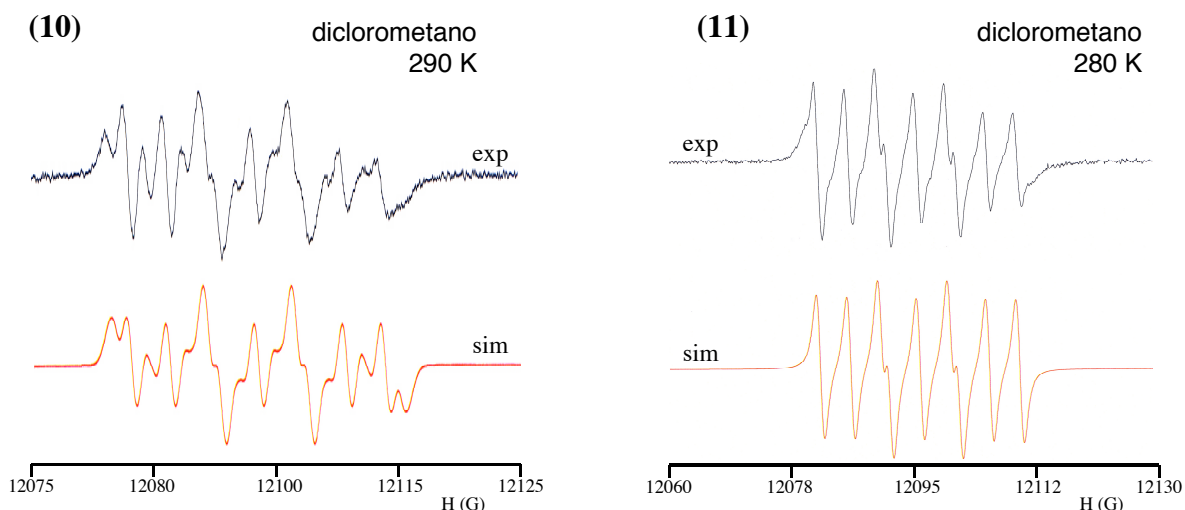 (10)
diclorometano
290 K
exp
sim
12075 12080 12100 12115 12125
H (G)
(11)
diclorometano
280 K
exp
sim
12060 12078 12095 12112 12130
H (G)